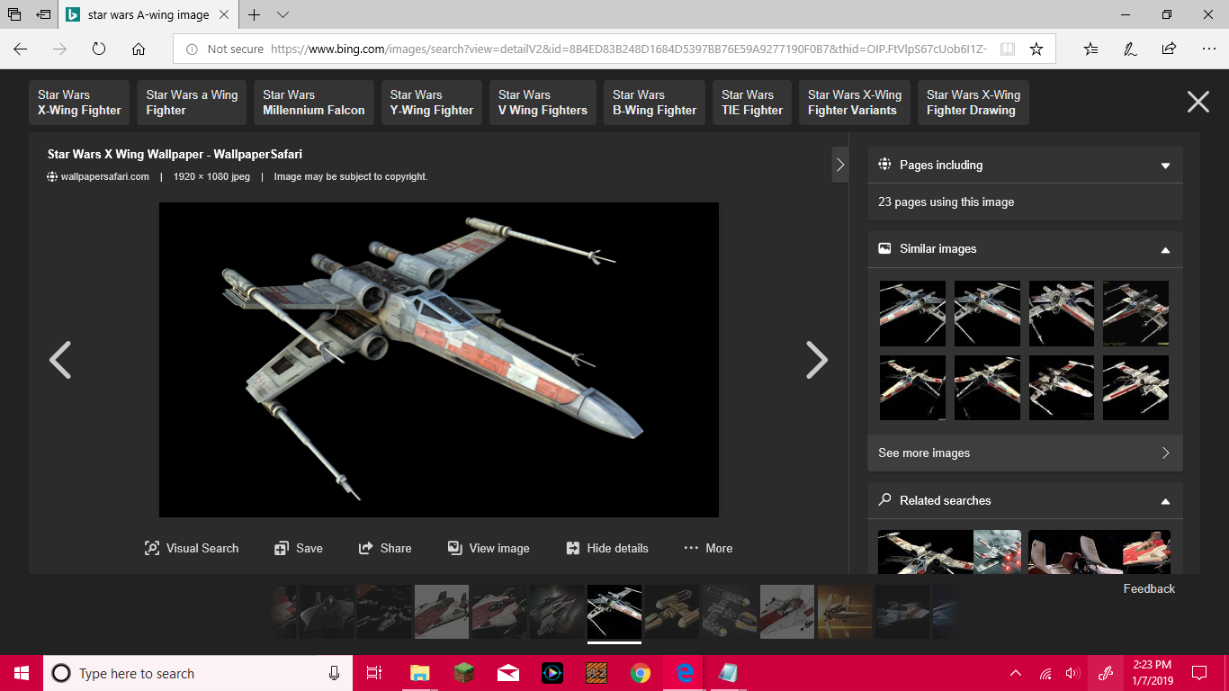 star wars A-wing image
Not secure https://www.bing.com/images/search?view=detailV2&id=8B4ED83B248D1684D5397BB76E59A9277190F0B7&thid=OIP.FtVlpS67cUob6I1Z-
Star Wars
X-Wing Fighter
Star Wars a Wing
Fighter
Star Wars
Millennium Falcon
Star Wars
Y-Wing Fighter
Star Wars
V Wing Fighters
Star Wars
B-Wing Fighter
Star Wars
TIE Fighter
Star Wars X-Wing
Fighter Variants
Star Wars X-Wing
Fighter Drawing
Star Wars X Wing Wallpaper - WallpaperSafari
wallpapersafari.com | 1920 × 1080 jpeg | Image may be subject to copyright.
Pages including
23 pages using this image
Similar images
See more images
Related searches
Visual Search
Save
Share
View image
Hide details
More
Feedback
Type here to search
2:23 PM
1/7/2019